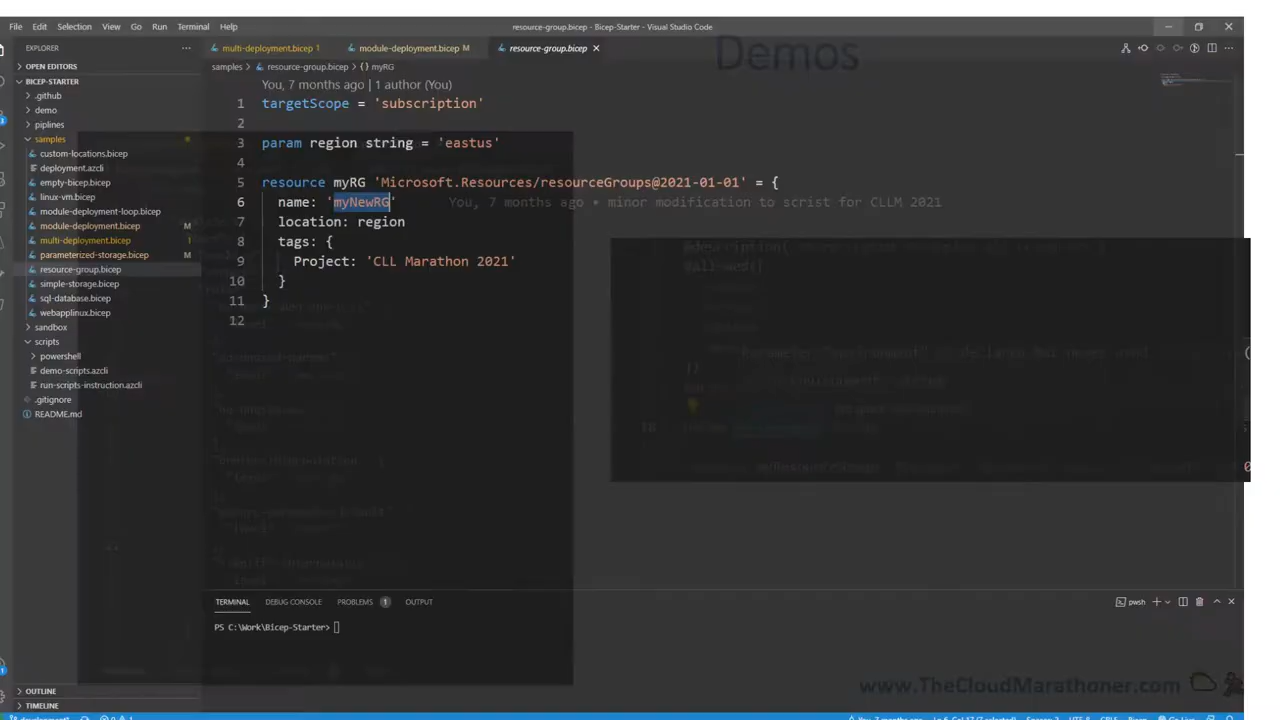 File Edit Selection View Go Run Terminal Help
resource-group.bicep - Bicep-Starter - Visual Studio Code
EXPLORER
multi-deployment.bicep 1
module-deployment.bicep M
resource-group.bicep
Demos
samples > resource-group.bicep > {} myRG
OPEN EDITORS
BICEP-STARTER
.github
demo
piplines
samples
custom-locations.bicep
deployment.azcli
empty-bicep.bicep
linux-vm.bicep
module-deployment-loop.bicep
module-deployment.bicep M
multi-deployment.bicep 1
parameterized-storage.bicep M
resource-group.bicep
simple-storage.bicep
sql-database.bicep
webapplinux.bicep
sandbox
scripts
powershell
demo-scripts.azcli
run-scripts-instruction.azcli
.gitignore
README.md
OUTLINE
TIMELINE
You, 7 months ago | 1 author (You)
1 targetScope = 'subscription'
2
3 param region string = 'eastus'
4
5 resource myRG 'Microsoft.Resources/resourceGroups@2021-01-01' = {
6 name: 'myNewRG' You, 7 months ago • minor modification to scrist for CLLM 2021
7 location: region
8 tags: {
9 Project: 'CLL Marathon 2021'
10 }
11 }
12
18
TERMINAL DEBUG CONSOLE PROBLEMS 1 OUTPUT
pwsh
PS C:\Work\Bicep-Starter>
www.TheCloudMarathoner.com